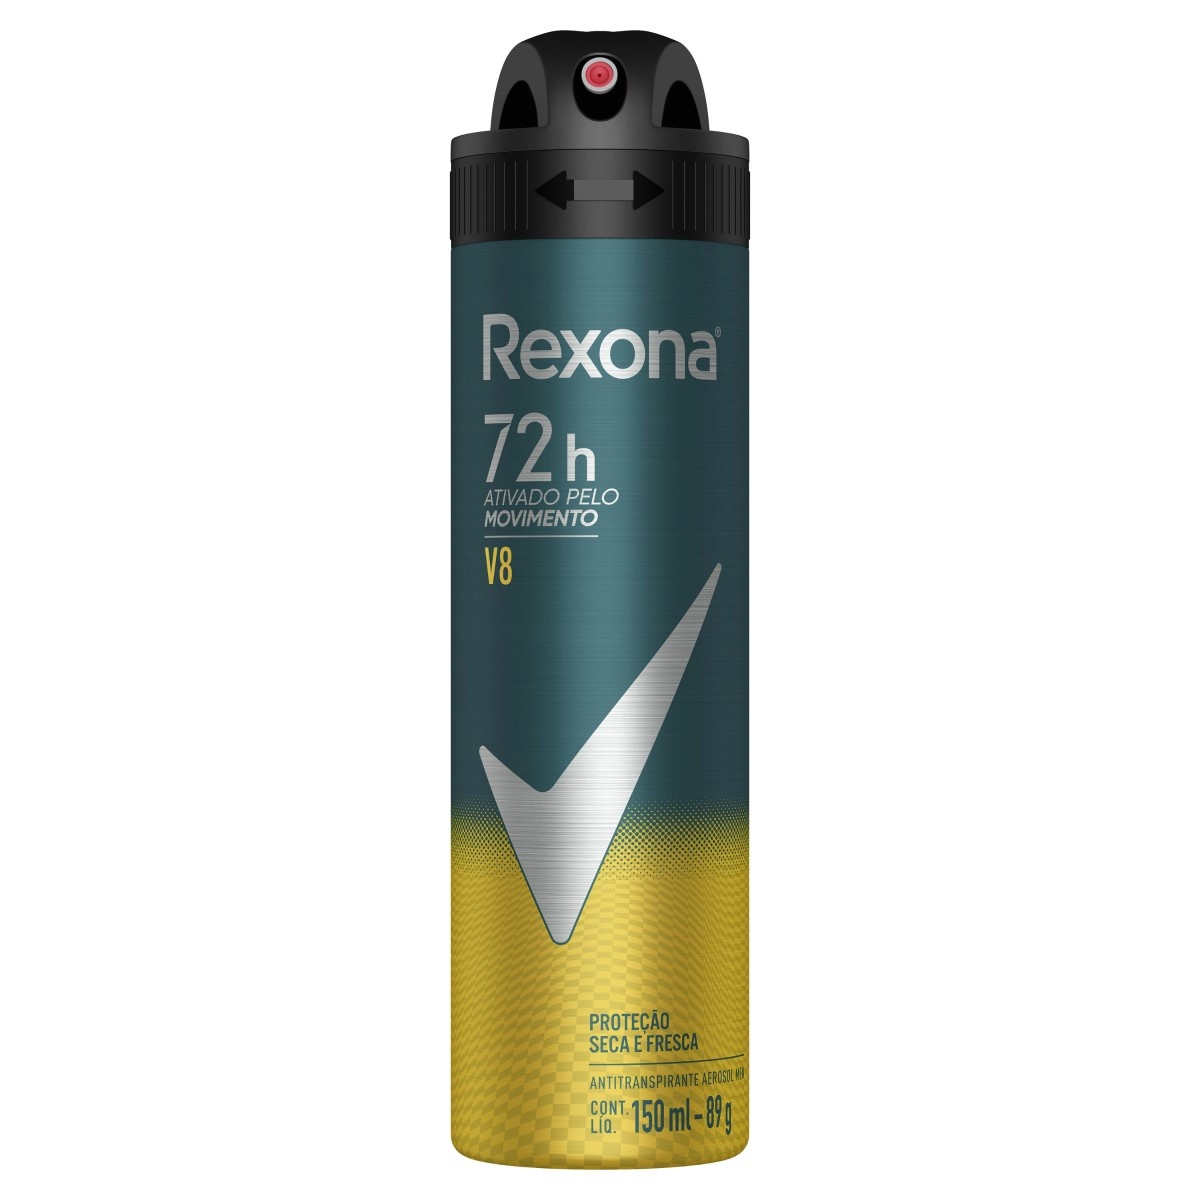 Rexona®
72h
ATIVADO PELO
MOVIMENTO
V8
PROTEÇÃO
SECA E FRESCA
ANTITRANSPIRANTE AEROSOL MEN
CONT. LÍQ. 150 ml - 89 g